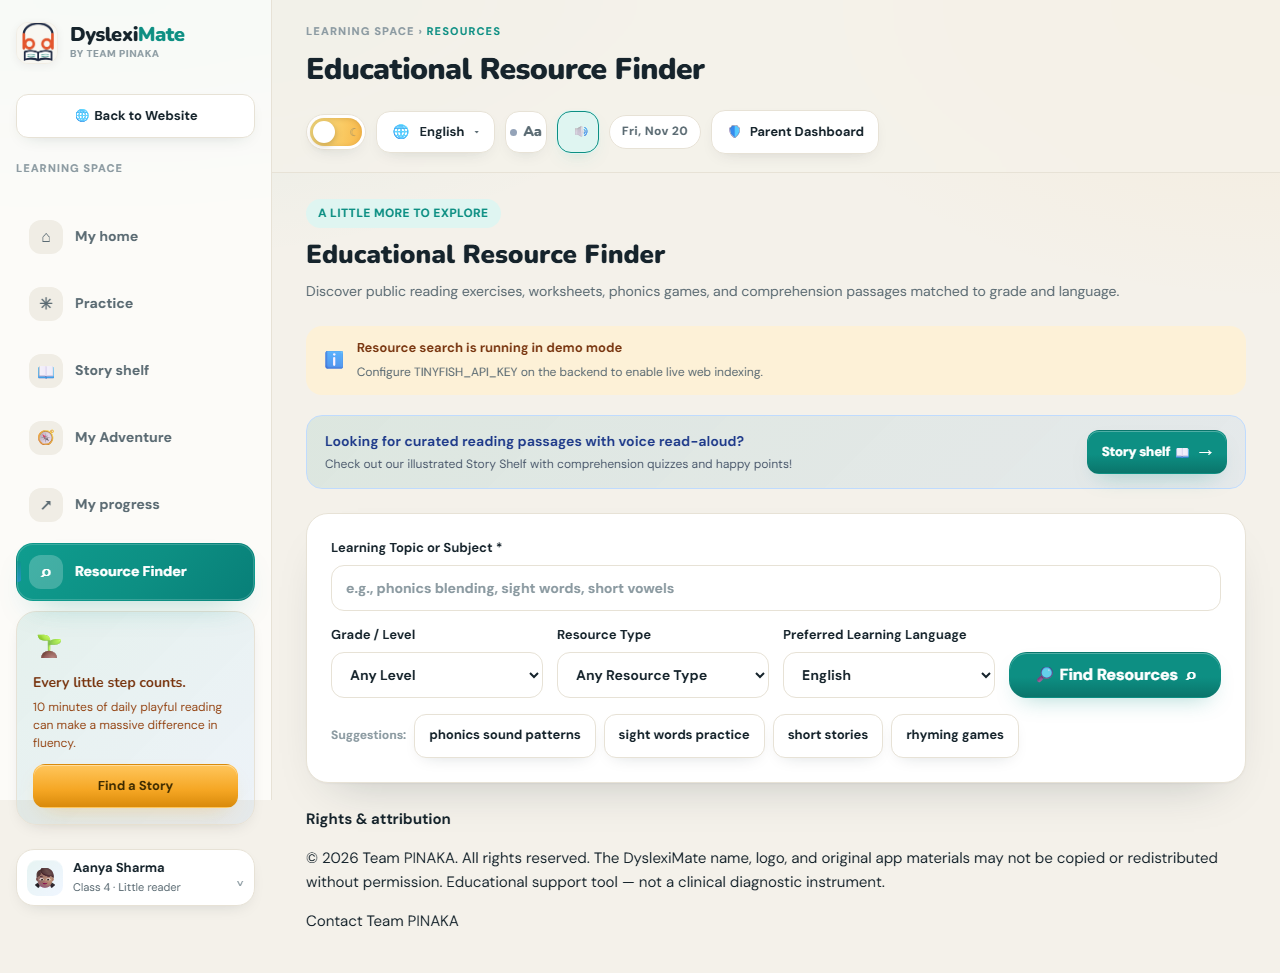 DyslexiMate
BY TEAM PINAKA
Back to Website
LEARNING SPACE
My home
Practice
Story shelf
My Adventure
My progress
Resource Finder
Every little step counts.
10 minutes of daily playful reading
can make a massive difference in
fluency.
Find a Story
Aanya Sharma
Class 4 · Little reader
LEARNING SPACE › RESOURCES
Educational Resource Finder
English
Aa
Fri, Nov 20
Parent Dashboard
A LITTLE MORE TO EXPLORE
Educational Resource Finder
Discover public reading exercises, worksheets, phonics games, and comprehension passages matched to grade and language.
Resource search is running in demo mode
Configure TINYFISH_API_KEY on the backend to enable live web indexing.
Looking for curated reading passages with voice read-aloud?
Check out our illustrated Story Shelf with comprehension quizzes and happy points!
Story shelf →
Learning Topic or Subject *
e.g., phonics blending, sight words, short vowels
Grade / Level
Resource Type
Preferred Learning Language
Any Level
Any Resource Type
English
Find Resources
Suggestions:
phonics sound patterns
sight words practice
short stories
rhyming games
Rights & attribution
© 2026 Team PINAKA. All rights reserved. The DyslexiMate name, logo, and original app materials may not be copied or redistributed
without permission. Educational support tool — not a clinical diagnostic instrument.
Contact Team PINAKA